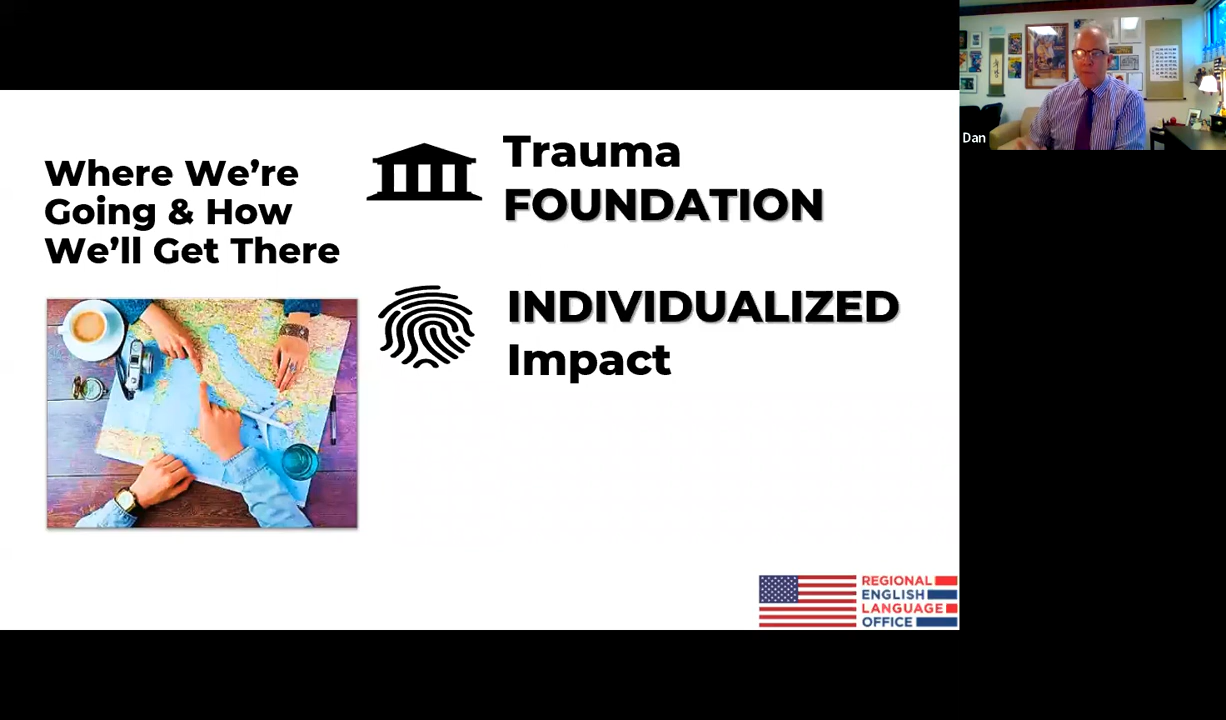 Where We’re
Going & How
We’ll Get There
Trauma
FOUNDATION
INDIVIDUALIZED
Impact
REGIONAL
ENGLISH
LANGUAGE
OFFICE
Dan